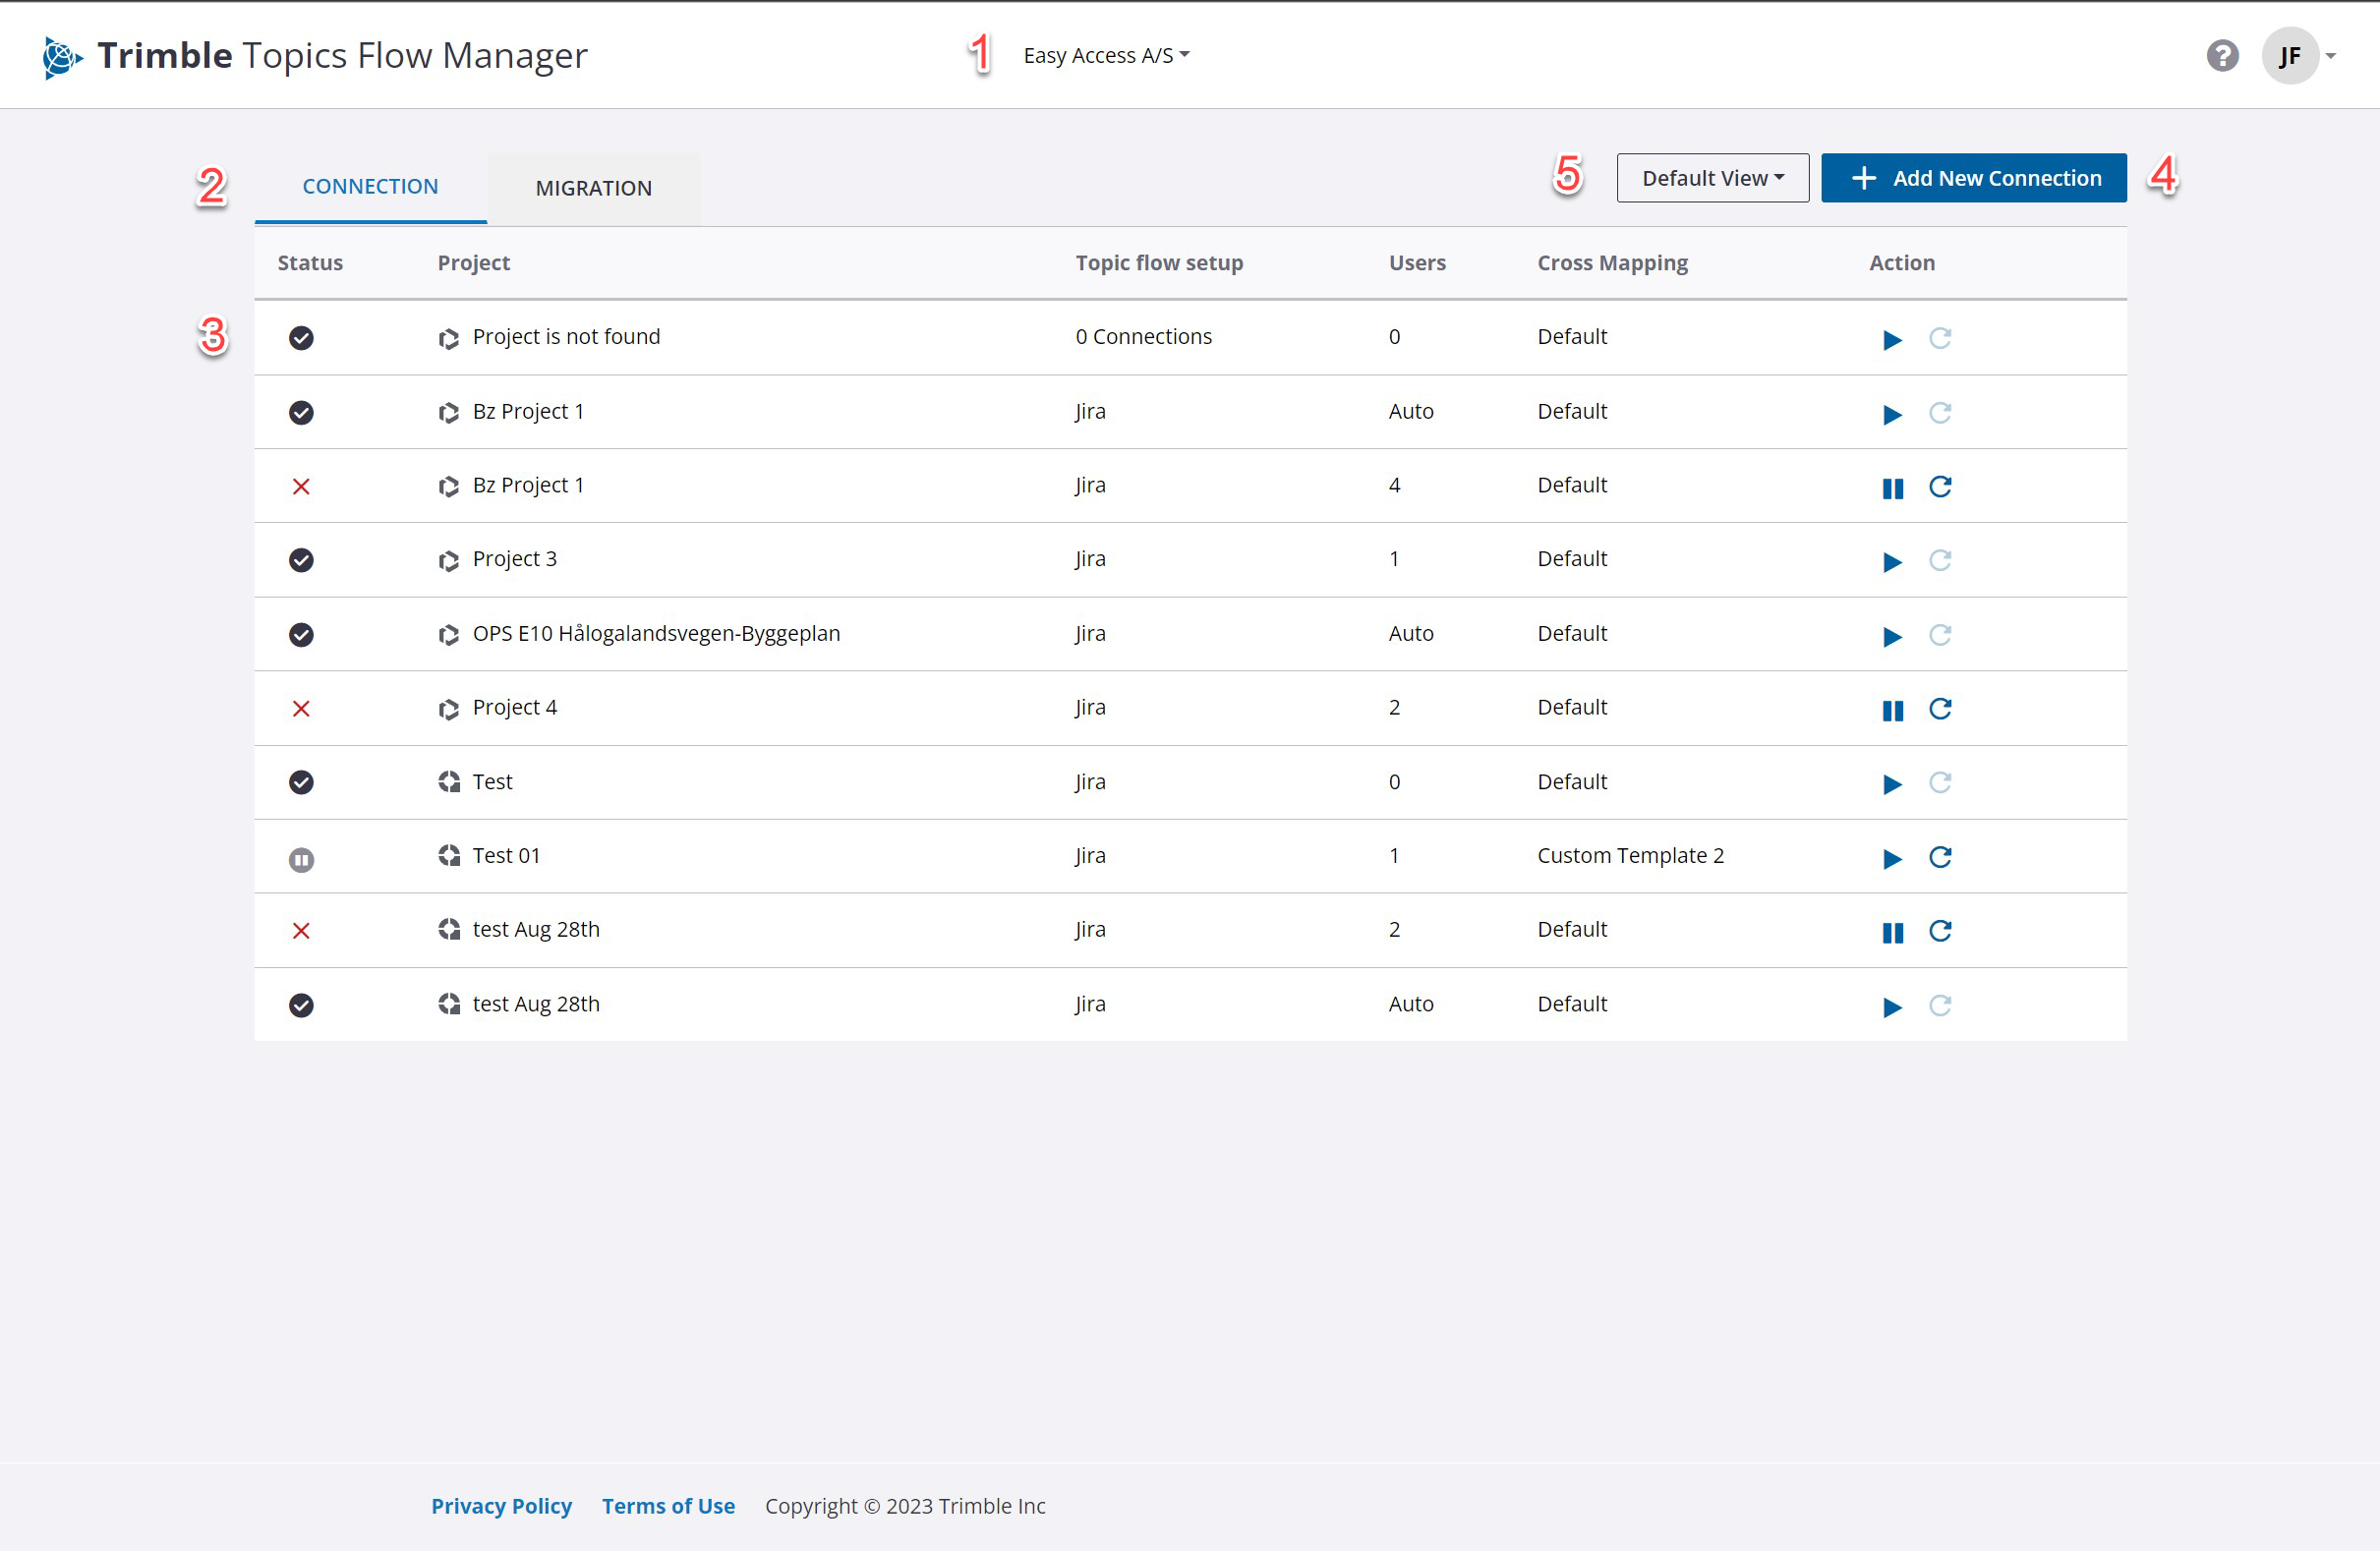 Trimble Topics Flow Manager 1 Easy Access A/S ? JF
2 CONNECTION MIGRATION 5 Default View + Add New Connection 4
Status Project Topic flow setup Users Cross Mapping Action
3 Project is not found 0 Connections 0 Default
Bz Project 1 Jira Auto Default
Bz Project 1 Jira 4 Default
Project 3 Jira 1 Default
OPS E10 Hålogalandsvegen-Byggeplan Jira Auto Default
Project 4 Jira 2 Default
Test Jira 0 Default
Test 01 Jira 1 Custom Template 2
test Aug 28th Jira 2 Default
test Aug 28th Jira Auto Default
Privacy Policy Terms of Use Copyright © 2023 Trimble Inc